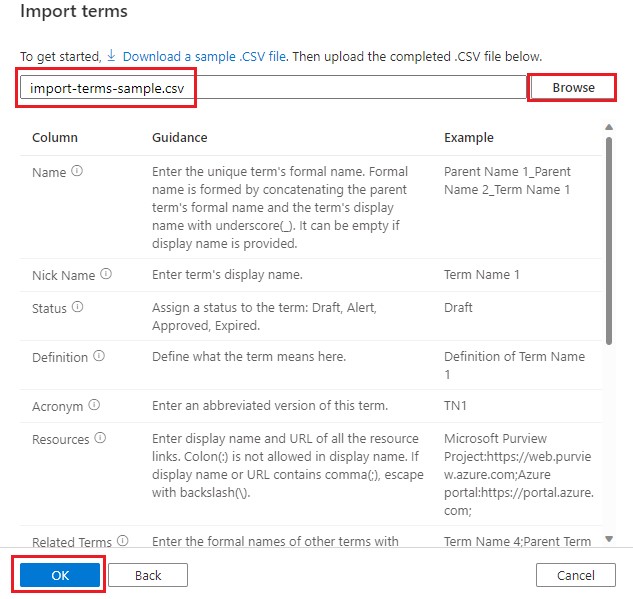 Import terms
To get started, Download a sample .CSV file. Then upload the completed .CSV file below.
import-terms-sample.csv Browse
Column Guidance Example
Name Enter the unique term's formal name. Formal Parent Name 1_Parent
name is formed by concatenating the parent Name 2_Term Name 1
term's formal name and the term's display
name with underscore(_). It can be empty if
display name is provided.
Nick Name Enter term's display name. Term Name 1
Status Assign a status to the term: Draft, Alert, Draft
Approved, Expired.
Definition Define what the term means here. Definition of Term Name
1
Acronym Enter an abbreviated version of this term. TN1
Resources Enter display name and URL of all the resource Microsoft Purview
links. Colon(:) is not allowed in display name. If Project:https://web.purvie
display name or URL contains comma(;), escape w.azure.com;Azure
with backslash(\). portal:https://portal.azure.
com;
Related Terms Enter the formal names of other terms with Term Name 4;Parent Term
OK Back Cancel